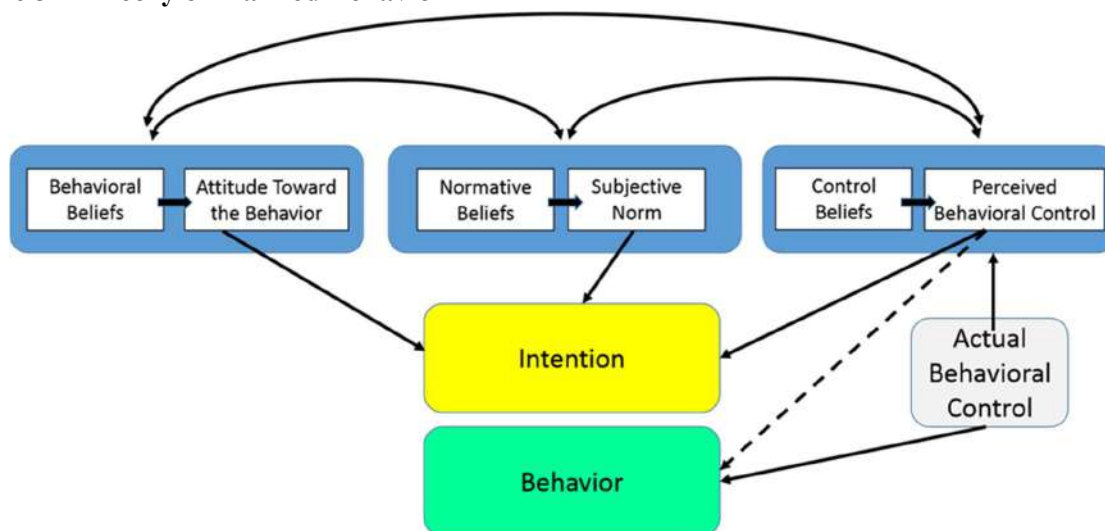 Behavioral
Beliefs
Attitude Toward
the Behavior
Normative
Beliefs
Subjective
Norm
Control
Beliefs
Perceived
Behavioral Control
Intention
Actual
Behavioral
Control
Behavior